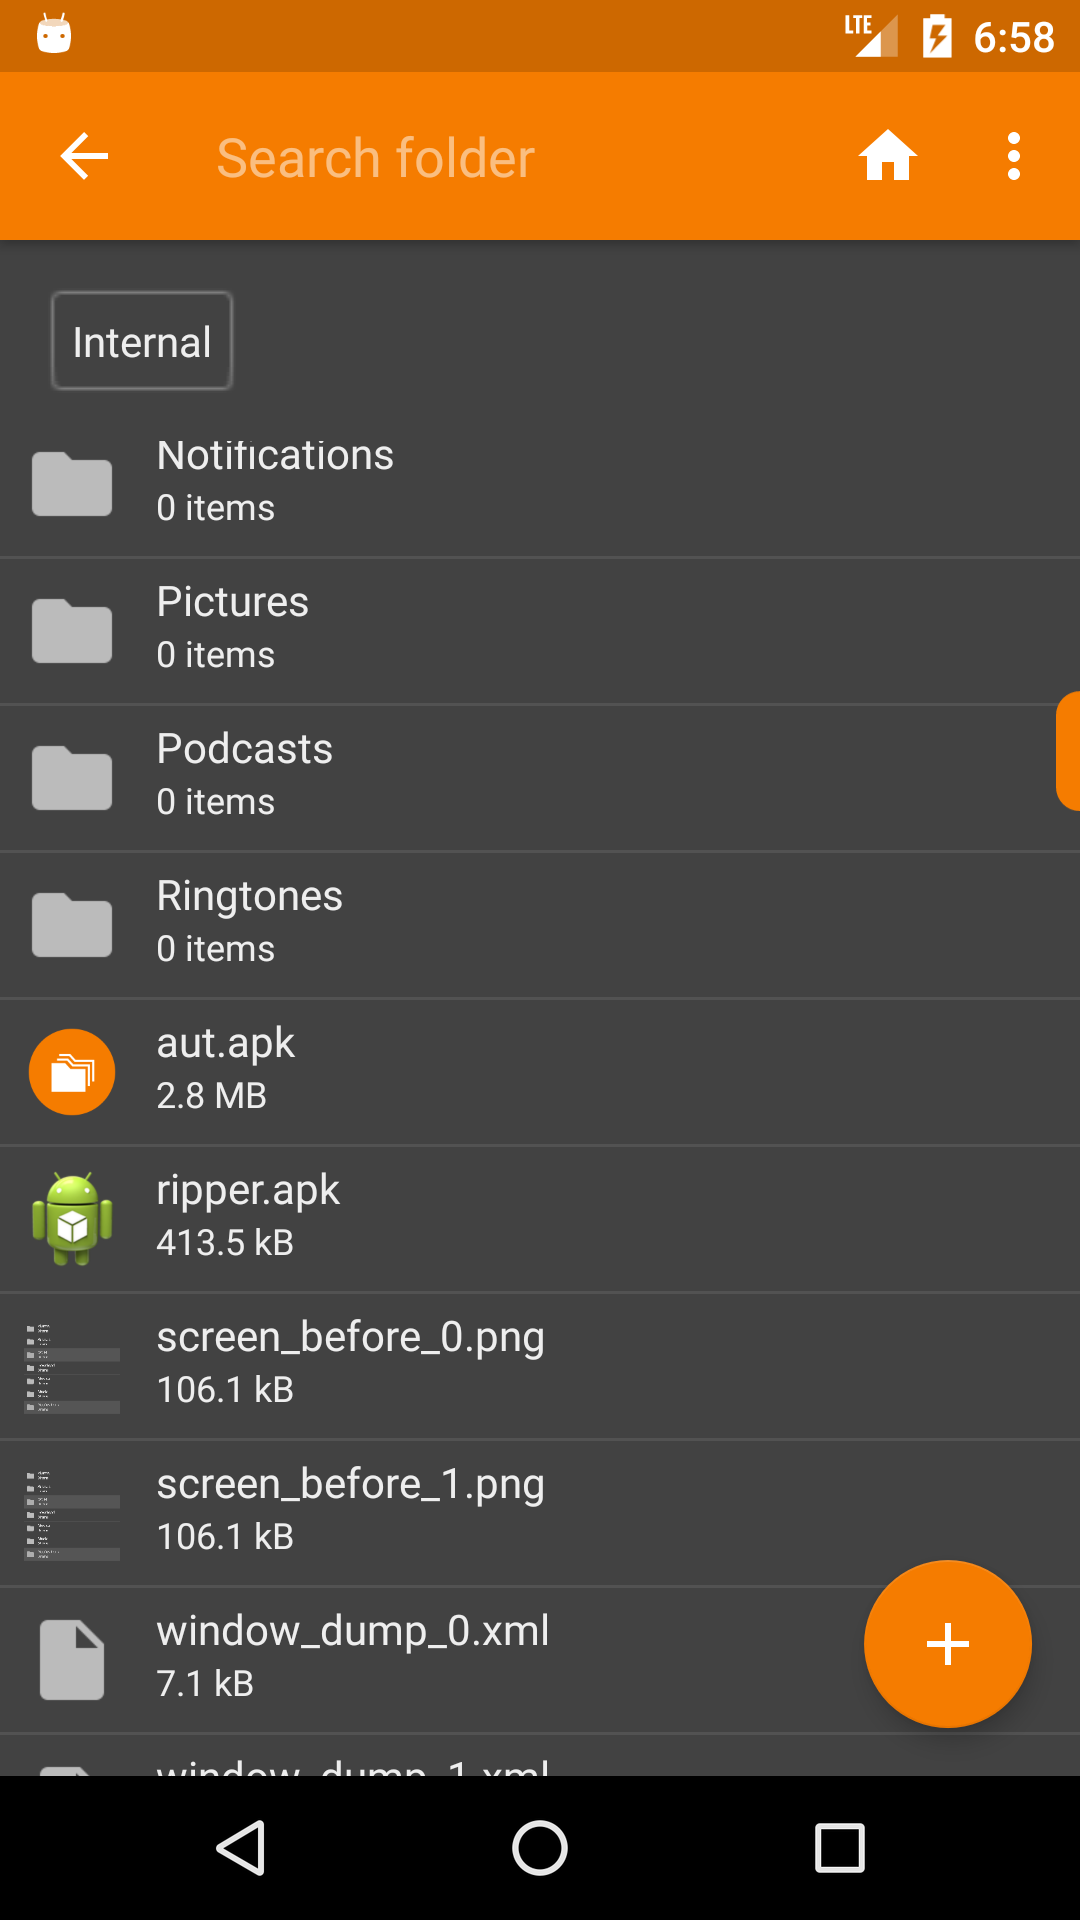 LTE 6:58
Search folder
Internal
Notifications
0 items
Pictures
0 items
Podcasts
0 items
Ringtones
0 items
aut.apk
2.8 MB
ripper.apk
413.5 kB
screen_before_0.png
106.1 kB
screen_before_1.png
106.1 kB
window_dump_0.xml
7.1 kB
window_dump_1.xml